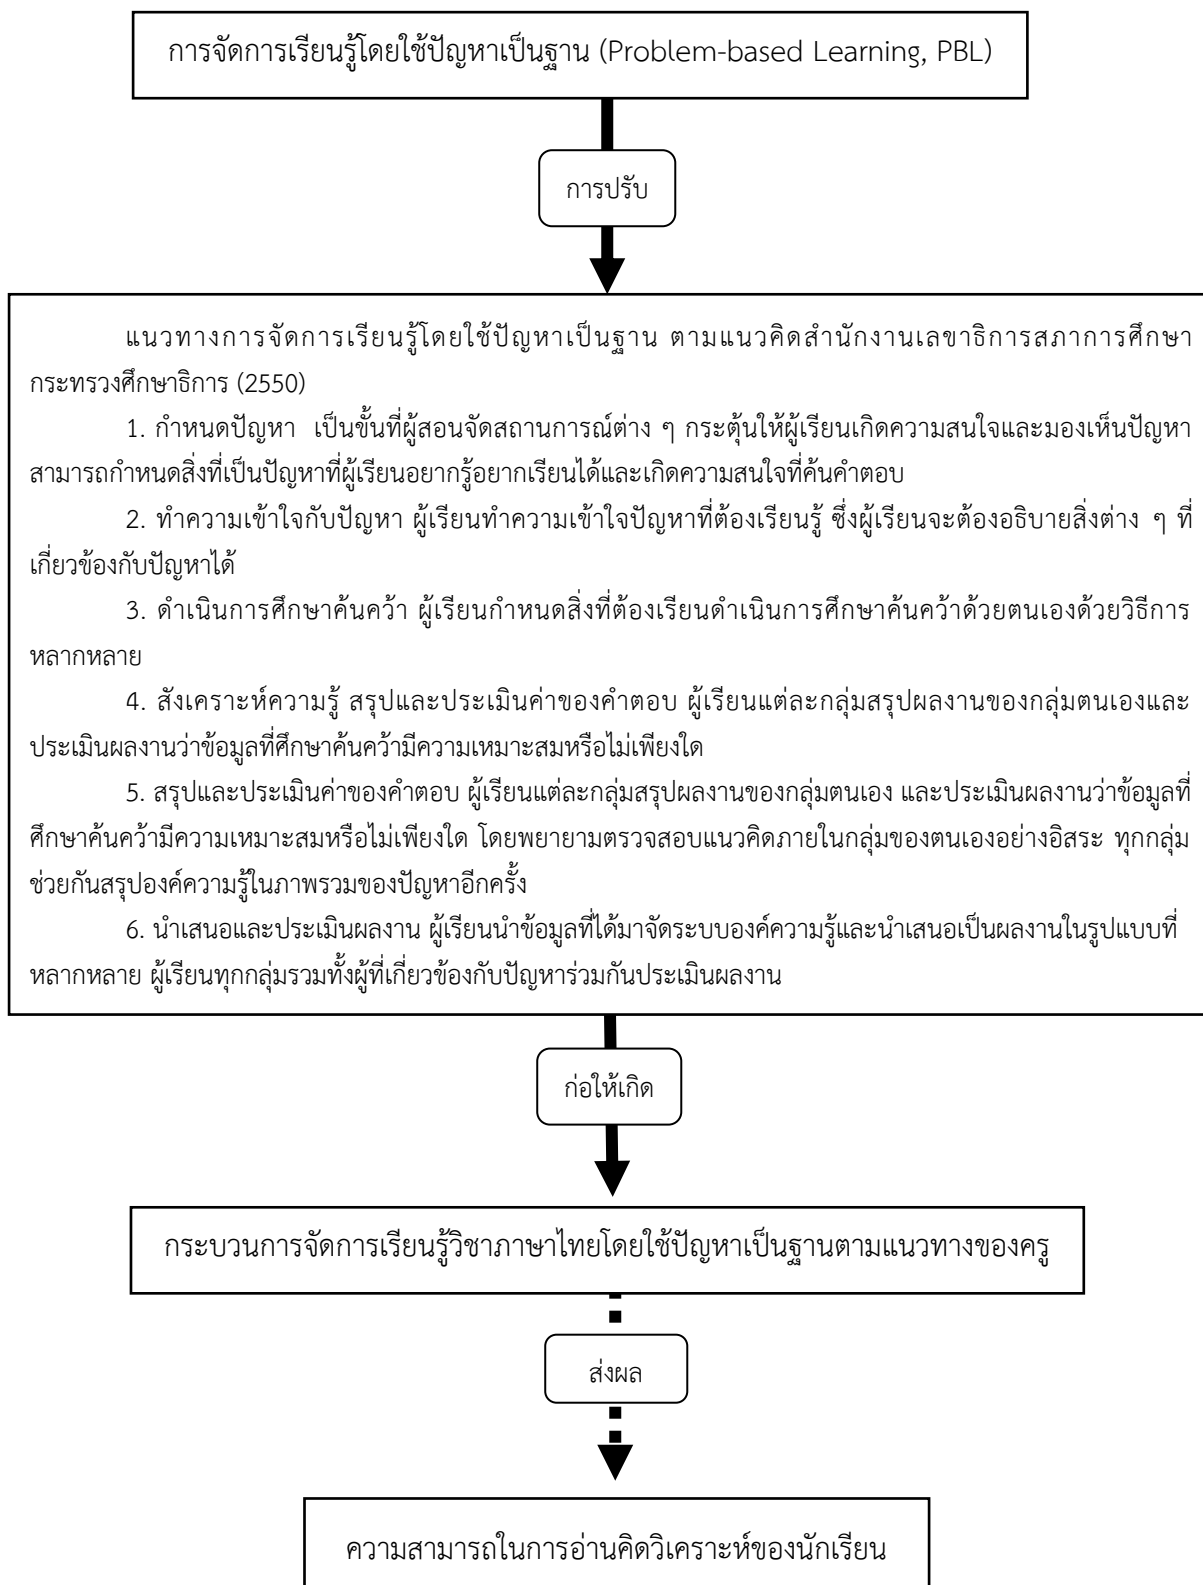 การจัดการเรียนรู้โดยใช้ปัญหาเป็นฐาน (Problem-based Learning, PBL)
การปรับ
แนวทางการจัดการเรียนรู้โดยใช้ปัญหาเป็นฐาน ตามแนวคิดสำนักงานเลขาธิการสภาการศึกษา
กระทรวงศึกษาธิการ (2550)
1. กำหนดปัญหา เป็นขั้นที่ผู้สอนจัดสถานการณ์ต่าง ๆ กระตุ้นให้ผู้เรียนเกิดความสนใจและมองเห็นปัญหา
สามารถกำหนดสิ่งที่เป็นปัญหาที่ผู้เรียนอยากรู้อยากเรียนได้และเกิดความสนใจที่ค้นคำตอบ
2. ทำความเข้าใจกับปัญหา ผู้เรียนทำความเข้าใจปัญหาที่ต้องเรียนรู้ ซึ่งผู้เรียนจะต้องอธิบายสิ่งต่าง ๆ ที่
เกี่ยวข้องกับปัญหาได้
3. ดำเนินการศึกษาค้นคว้า ผู้เรียนกำหนดสิ่งที่ต้องเรียนดำเนินการศึกษาค้นคว้าด้วยตนเองด้วยวิธีการ
หลากหลาย
4. สังเคราะห์ความรู้ สรุปและประเมินค่าของคำตอบ ผู้เรียนแต่ละกลุ่มสรุปผลงานของกลุ่มตนเองและ
ประเมินผลงานว่าข้อมูลที่ศึกษาค้นคว้ามีความเหมาะสมหรือไม่เพียงใด
5. สรุปและประเมินค่าของคำตอบ ผู้เรียนแต่ละกลุ่มสรุปผลงานของกลุ่มตนเอง และประเมินผลงานว่าข้อมูลที่
ศึกษาค้นคว้ามีความเหมาะสมหรือไม่เพียงใด โดยพยายามตรวจสอบแนวคิดภายในกลุ่มของตนเองอย่างอิสระ ทุกกลุ่ม
ช่วยกันสรุปองค์ความรู้ในภาพรวมของปัญหาอีกครั้ง
6. นำเสนอและประเมินผลงาน ผู้เรียนนำข้อมูลที่ได้มาจัดระบบองค์ความรู้และนำเสนอเป็นผลงานในรูปแบบที่
หลากหลาย ผู้เรียนทุกกลุ่มรวมทั้งผู้ที่เกี่ยวข้องกับปัญหาร่วมกันประเมินผลงาน
ก่อให้เกิด
กระบวนการจัดการเรียนรู้วิชาภาษาไทยโดยใช้ปัญหาเป็นฐานตามแนวทางของครู
ส่งผล
ความสามารถในการอ่านคิดวิเคราะห์ของนักเรียน